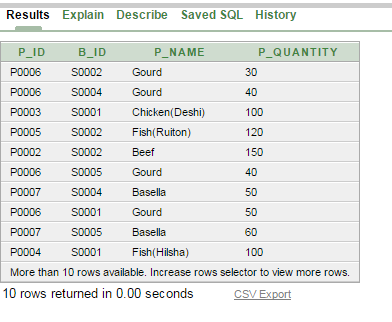 Results Explain Describe Saved SQL History
P_ID B_ID P_NAME P_QUANTITY
P0006 S0002 Gourd 30
P0006 S0004 Gourd 40
P0003 S0001 Chicken(Deshi) 100
P0005 S0002 Fish(Ruiton) 120
P0002 S0002 Beef 150
P0006 S0005 Gourd 40
P0007 S0004 Basella 50
P0006 S0001 Gourd 50
P0007 S0005 Basella 60
P0004 S0001 Fish(Hilsha) 100
More than 10 rows available. Increase rows selector to view more rows.
10 rows returned in 0.00 seconds CSV Export